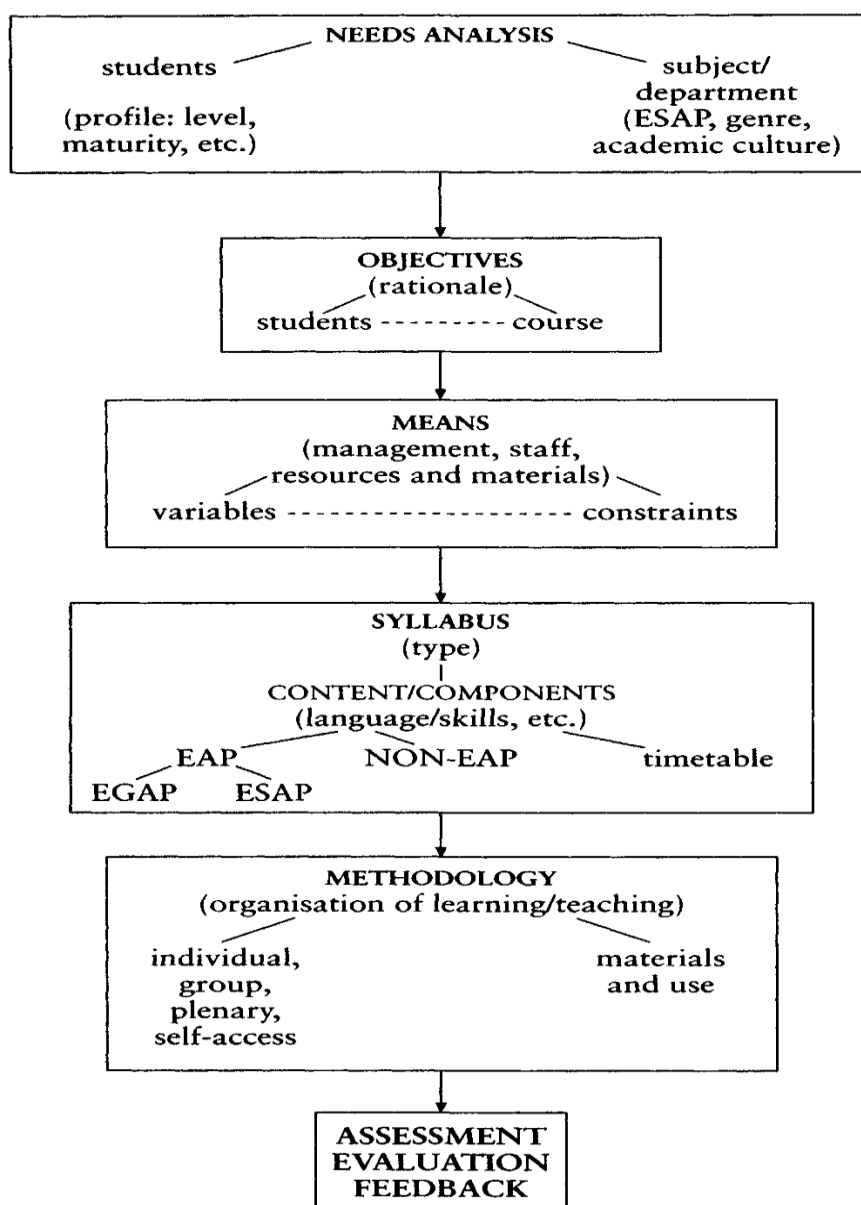 NEEDS ANALYSIS
students
(profile: level,
maturity, etc.)
subject/
department
(ESAP, genre,
academic culture)
OBJECTIVES
(rationale)
students --------- course
MEANS
(management, staff,
resources and materials)
variables -------------------- constraints
SYLLABUS
(type)
CONTENT/COMPONENTS
(language/skills, etc.)
EAP NON-EAP timetable
EGAP ESAP
METHODOLOGY
(organisation of learning/teaching)
individual,
group,
plenary,
self-access
materials
and use
ASSESSMENT
EVALUATION
FEEDBACK